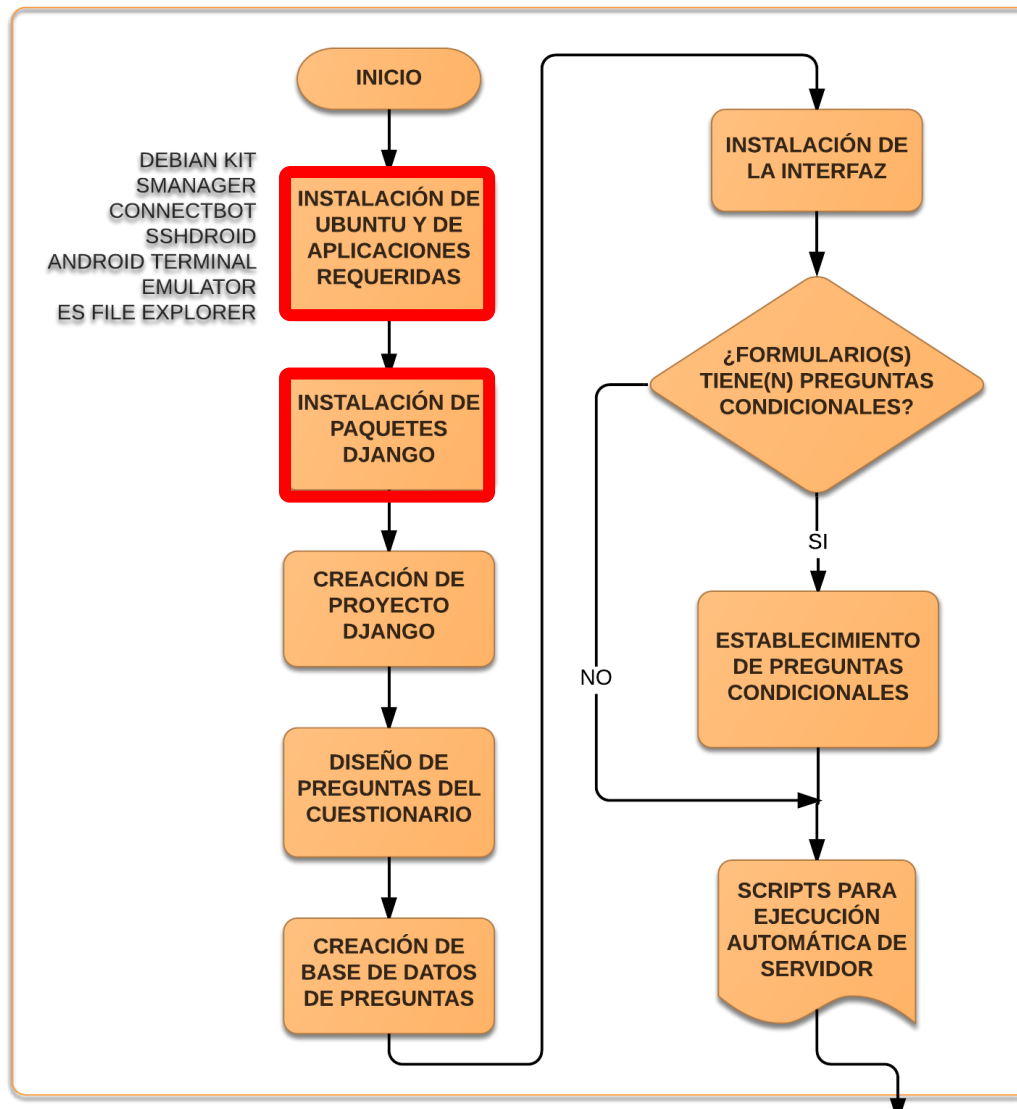 INICIO
DEBIAN KIT
SMANAGER
CONNECTBOT
SSHDROID
ANDROID TERMINAL
EMULATOR
ES FILE EXPLORER
INSTALACIÓN DE
UBUNTU Y DE
APLICACIONES
REQUERIDAS
INSTALACIÓN DE
PAQUETES
DJANGO
CREACIÓN DE
PROYECTO
DJANGO
DISEÑO DE
PREGUNTAS DEL
CUESTIONARIO
CREACIÓN DE
BASE DE DATOS
DE PREGUNTAS
INSTALACIÓN DE
LA INTERFAZ
¿FORMULARIO(S)
TIENE(N) PREGUNTAS
CONDICIONALES?
SI
NO
ESTABLECIMIENTO
DE PREGUNTAS
CONDICIONALES
SCRIPTS PARA
EJECUCIÓN
AUTOMÁTICA DE
SERVIDOR